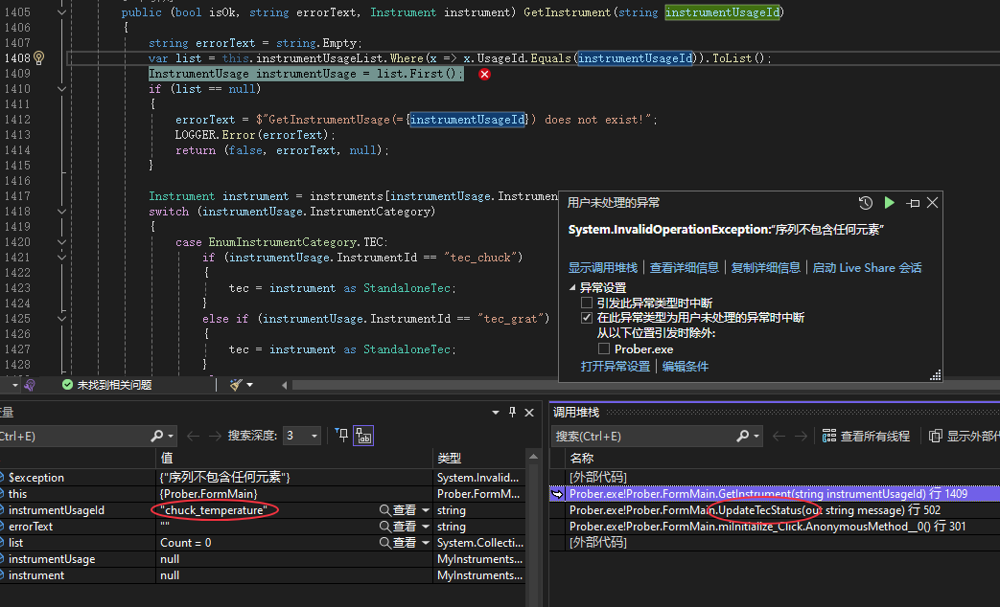 1405 public (bool isOk, string errorText, Instrument instrument) GetInstrument(string instrumentUsageId)
1406 {
1407 string errorText = string.Empty;
1408 var list = this.instrumentUsageList.Where(x => x.UsageId.Equals(instrumentUsageId)).ToList();
1409 InstrumentUsage instrumentUsage = list.First();
1410 if (list == null)
1411 {
1412 errorText = $"GetInstrumentUsage(={instrumentUsageId}) does not exist!";
1413 LOGGER.Error(errorText);
1414 return (false, errorText, null);
1415 }
1416
1417 Instrument instrument = instruments[instrumentUsage.Instrumen
1418 switch (instrumentUsage.InstrumentCategory)
1419 {
1420 case EnumInstrumentCategory.TEC:
1421 if (instrumentUsage.InstrumentId == "tec_chuck")
1422 {
1423 tec = instrument as StandaloneTec;
1424 }
1425 else if (instrumentUsage.InstrumentId == "tec_grat")
1426 {
1427 tec = instrument as StandaloneTec;
1428 }
用户未处理的异常
System.InvalidOperationException:"序列不包含任何元素"
显示调用堆栈 | 查看详细信息 | 复制详细信息 | 启动 Live Share 会话
异常设置
引发此异常类型时中断
在此异常类型为用户未处理的异常时中断
从以下位置引发时除外:
Prober.exe
打开异常设置 | 编辑条件
未找到相关问题
量
Ctrl+E)
搜索深度: 3
值 类型
$exception {"序列不包含任何元素"} System.Invalid...
this {Prober.FormMain} Prober.FormM...
instrumentUsageId "chuck_temperature" 查看 string
errorText "" 查看 string
list Count = 0 查看 System.Collecti...
instrumentUsage null MyInstruments...
instrument null MyInstruments...
调用堆栈
搜索(Ctrl+E) 查看所有线程 显示外部代
名称
[外部代码]
Prober.exe!Prober.FormMain.GetInstrument(string instrumentUsageId) 行 1409
Prober.exe!Prober.FormMain.UpdateTecStatus(out string message) 行 502
Prober.exe!Prober.FormMain.miInitialize_Click.AnonymousMethod__0() 行 301
[外部代码]